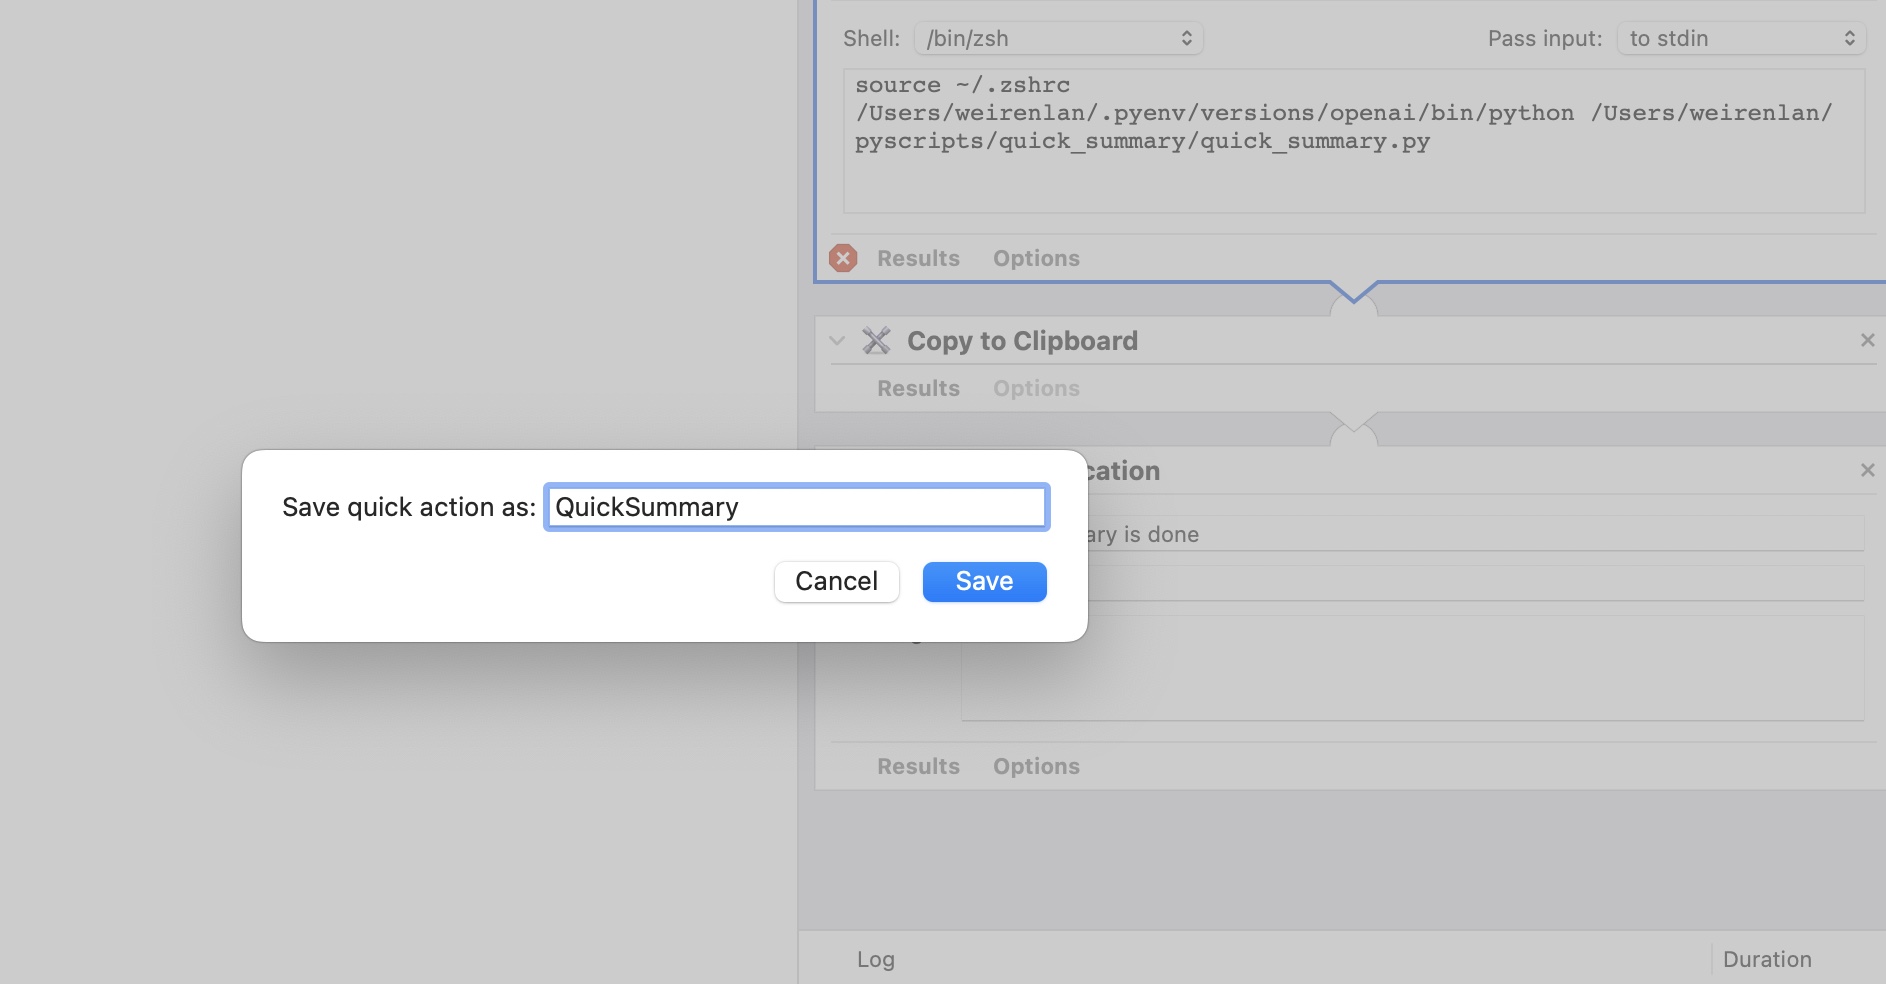 Shell: /bin/zsh Pass input: to stdin
source ~/.zshrc
/Users/weirenlan/.pyenv/versions/openai/bin/python /Users/weirenlan/
pyscripts/quick_summary/quick_summary.py
Results Options
Copy to Clipboard
Results Options
cation
Save quick action as: QuickSummary
ary is done
Cancel Save
Results Options
Log Duration